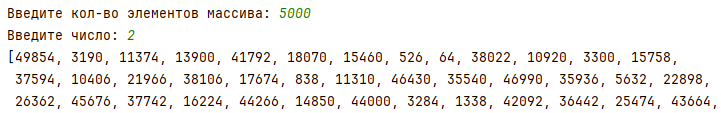 Введите кол-во элементов массива: 5000
Введите число: 2
[49854, 3190, 11374, 13900, 41792, 18070, 15460, 526, 64, 38022, 10920, 3300, 15758,
37594, 10406, 21966, 38106, 17674, 838, 11310, 46430, 35540, 46990, 35936, 5632, 22898,
26362, 45676, 37742, 16224, 44266, 14850, 44000, 3284, 1338, 42092, 36442, 25474, 43664,